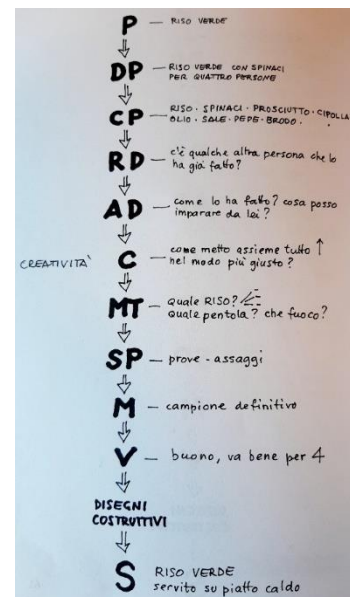 P — RISO VERDE
DP — RISO VERDE CON SPINACI
PER QUATTRO PERSONE
CP — RISO · SPINACI · PROSCIUTTO · CIPOLLA
OLIO · SALE · PEPE · BRODO ·
RD — c'è qualche altra persona che lo
ha già fatto?
AD — come lo ha fatto? cosa posso
imparare da lei?
CREATIVITÀ C — come metto assieme tutto
nel modo più giusto?
MT — Quale RISO?
quale pentola? che fuoco?
SP — prove - assaggi
M — campione definitivo
V — buono, va bene per 4
DISEGNI
COSTRUTTIVI
S RISO VERDE
servito su piatto caldo